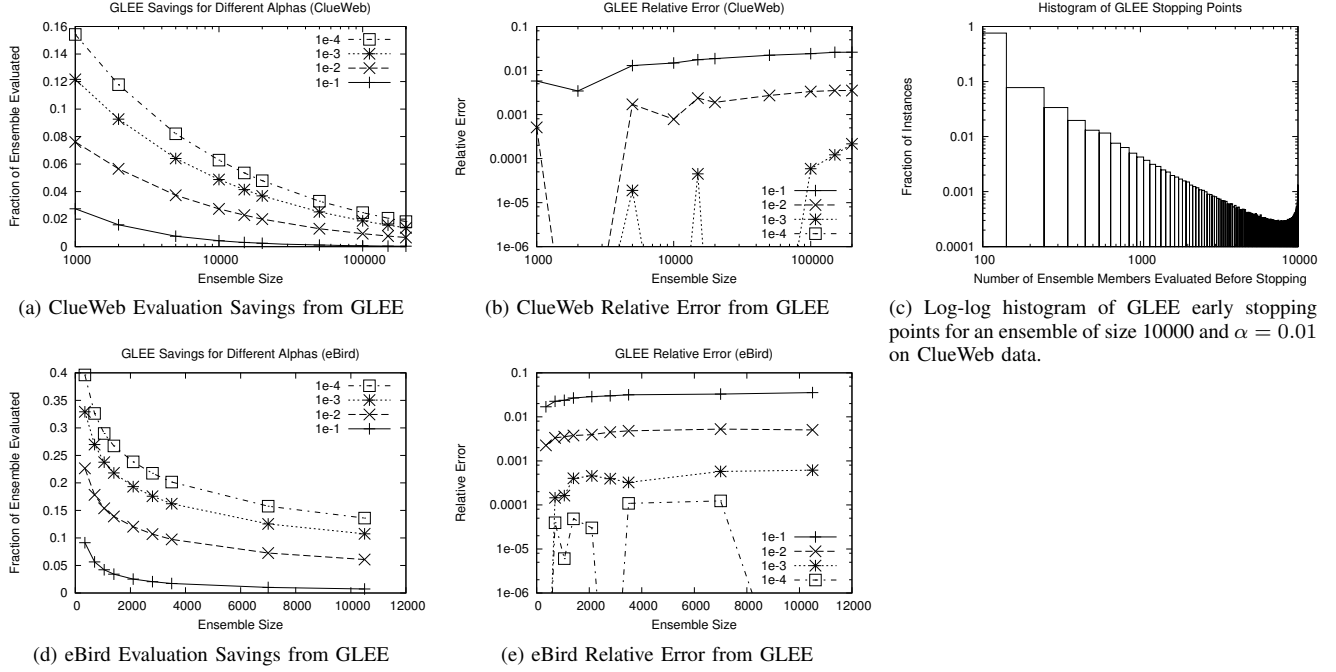 GLEE Savings for Different Alphas (ClueWeb)
Fraction of Ensemble Evaluated
0.16
0.14
0.12
0.1
0.08
0.06
0.04
0.02
0
1000
10000
100000
Ensemble Size
1e-4
1e-3
1e-2
1e-1
(a) ClueWeb Evaluation Savings from GLEE
GLEE Relative Error (ClueWeb)
Relative Error
0.1
0.01
0.001
0.0001
1e-05
1e-06
1000
10000
100000
Ensemble Size
1e-1
1e-2
1e-3
1e-4
(b) ClueWeb Relative Error from GLEE
Histogram of GLEE Stopping Points
Fraction of Instances
1
0.1
0.01
0.001
0.0001
100
1000
10000
Number of Ensemble Members Evaluated Before Stopping
(c) Log-log histogram of GLEE early stopping
points for an ensemble of size 10000 and α = 0.01
on ClueWeb data.
GLEE Savings for Different Alphas (eBird)
Fraction of Ensemble Evaluated
0.4
0.35
0.3
0.25
0.2
0.15
0.1
0.05
0
0
2000
4000
6000
8000
10000
12000
Ensemble Size
1e-4
1e-3
1e-2
1e-1
(d) eBird Evaluation Savings from GLEE
GLEE Relative Error (eBird)
Relative Error
0.1
0.01
0.001
0.0001
1e-05
1e-06
0
2000
4000
6000
8000
10000
12000
Ensemble Size
1e-1
1e-2
1e-3
1e-4
(e) eBird Relative Error from GLEE